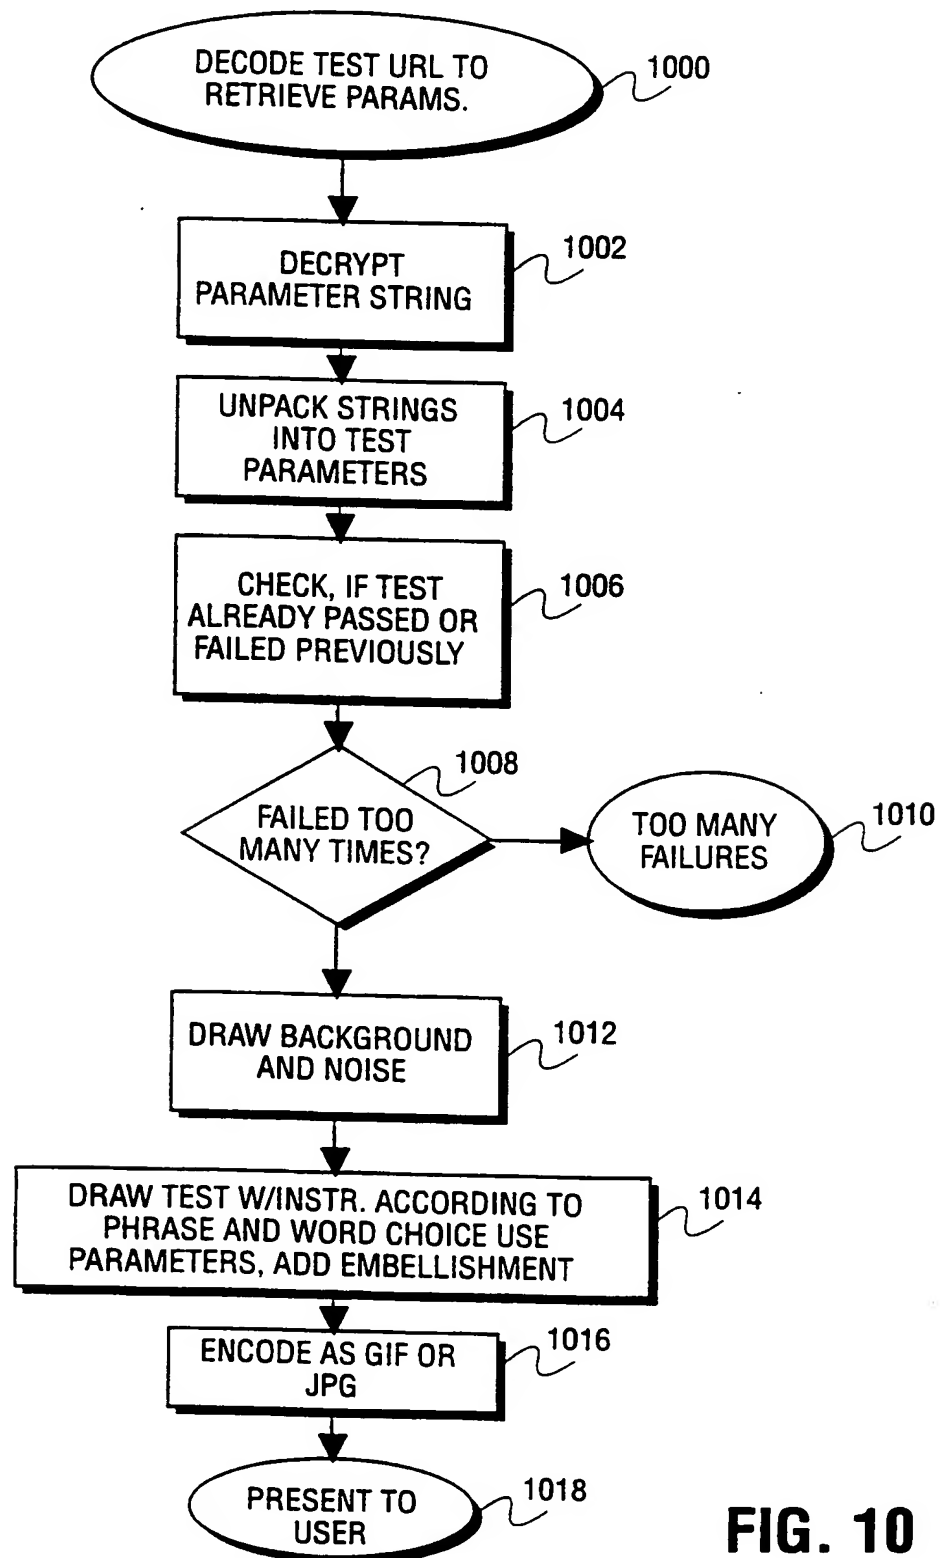 DECODE TEST URL TO
RETRIEVE PARAMS.
1000
DECRYPT
PARAMETER STRING
1002
UNPACK STRINGS
INTO TEST
PARAMETERS
1004
CHECK, IF TEST
ALREADY PASSED OR
FAILED PREVIOUSLY
1006
FAILED TOO
MANY TIMES?
1008
TOO MANY
FAILURES
1010
DRAW BACKGROUND
AND NOISE
1012
DRAW TEST W/INSTR. ACCORDING TO
PHRASE AND WORD CHOICE USE
PARAMETERS, ADD EMBELLISHMENT
1014
ENCODE AS GIF OR
JPG
1016
PRESENT TO
USER
1018
FIG. 10